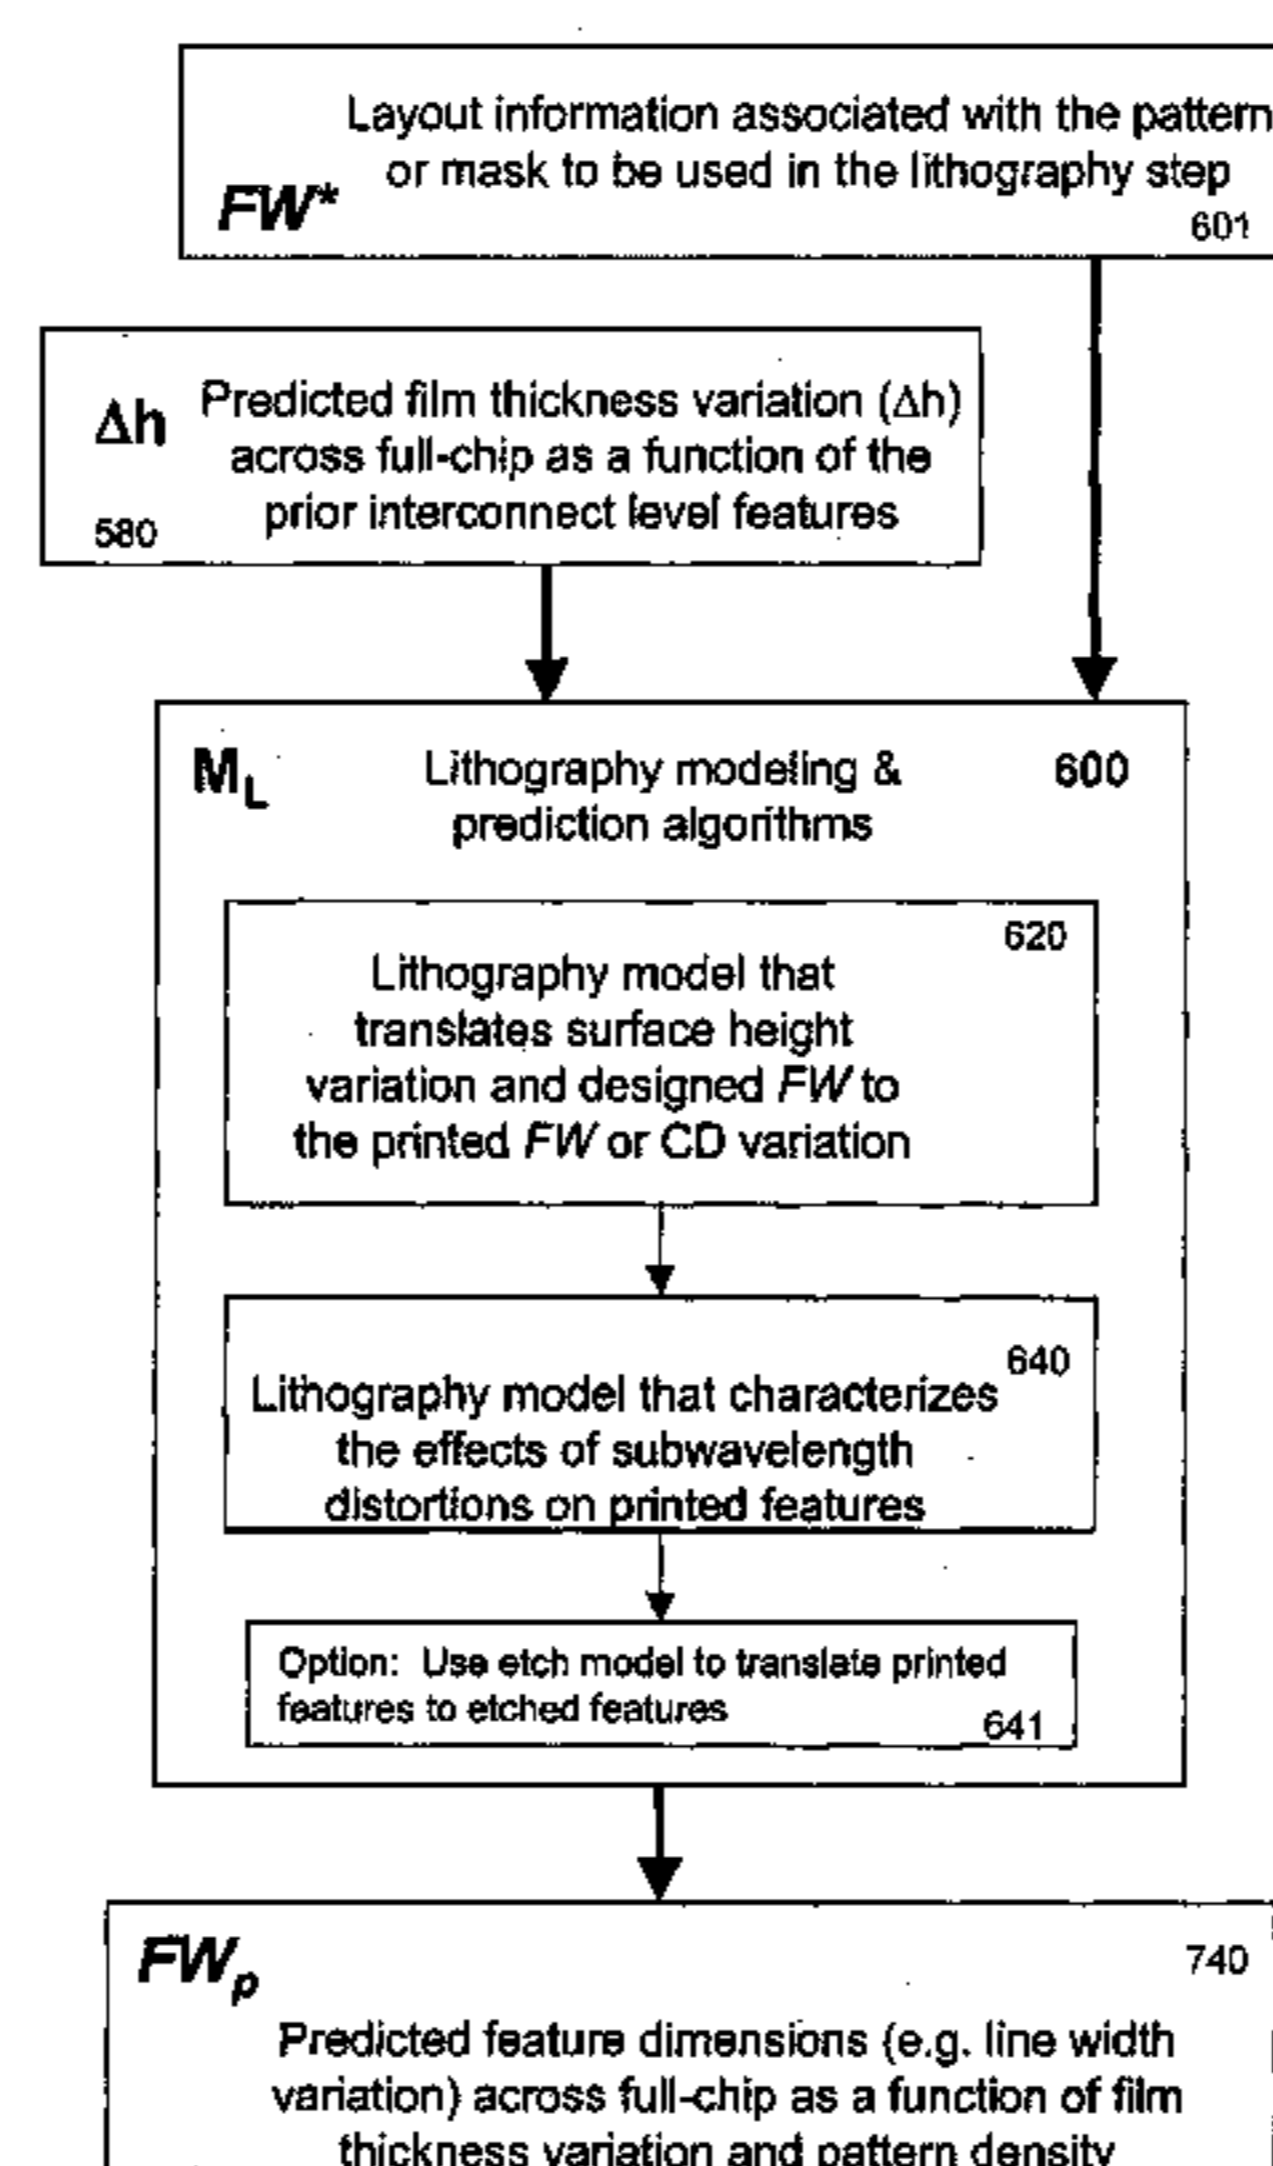 Layout information associated with the pattern
or mask to be used in the lithography step
FW*
601
Δh
Predicted film thickness variation (Δh)
across full-chip as a function of the
prior interconnect level features
580
ML
Lithography modeling &
prediction algorithms
600
620
Lithography model that
translates surface height
variation and designed FW to
the printed FW or CD variation
640
Lithography model that characterizes
the effects of subwavelength
distortions on printed features
Option: Use etch model to translate printed
features to etched features
641
FWp
740
Predicted feature dimensions (e.g. line width
variation) across full-chip as a function of film
thickness variation and pattern density